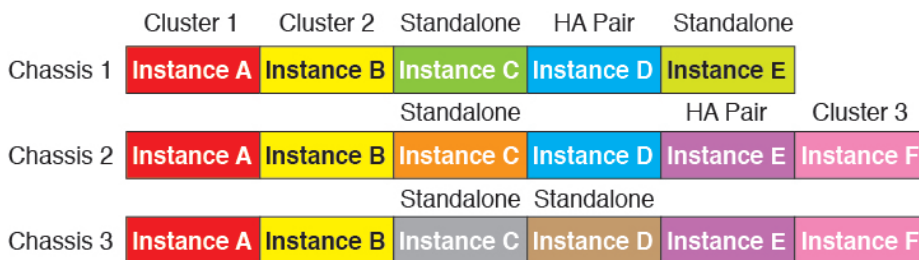 Cluster 1 Cluster 2 Standalone HA Pair Standalone
Chassis 1 Instance A Instance B Instance C Instance D Instance E
Standalone HA Pair Cluster 3
Chassis 2 Instance A Instance B Instance C Instance D Instance E Instance F
Standalone Standalone
Chassis 3 Instance A Instance B Instance C Instance D Instance E Instance F